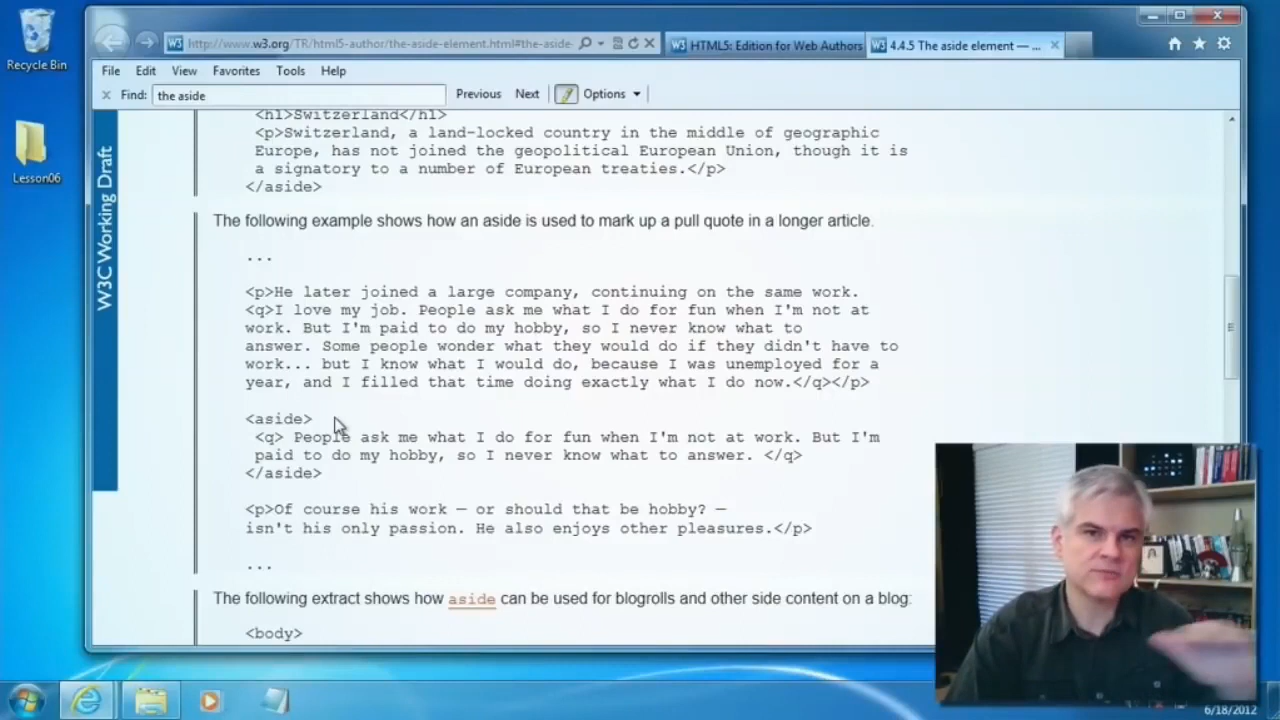 Recycle Bin
Lesson06
http://www.w3.org/TR/html5-author/the-aside-element.html#the-aside-
HTML5: Edition for Web Authors
4.4.5 The aside element — ...
File Edit View Favorites Tools Help
Find: the aside Previous Next Options
W3C Working Draft
<h1>Switzerland</h1>
<p>Switzerland, a land-locked country in the middle of geographic
Europe, has not joined the geopolitical European Union, though it is
a signatory to a number of European treaties.</p>
</aside>
The following example shows how an aside is used to mark up a pull quote in a longer article.
...
<p>He later joined a large company, continuing on the same work.
<q>I love my job. People ask me what I do for fun when I'm not at
work. But I'm paid to do my hobby, so I never know what to
answer. Some people wonder what they would do if they didn't have to
work... but I know what I would do, because I was unemployed for a
year, and I filled that time doing exactly what I do now.</q></p>
<aside>
<q> People ask me what I do for fun when I'm not at work. But I'm
paid to do my hobby, so I never know what to answer. </q>
</aside>
<p>Of course his work — or should that be hobby? —
isn't his only passion. He also enjoys other pleasures.</p>
...
The following extract shows how aside can be used for blogrolls and other side content on a blog:
<body>
6/18/2012